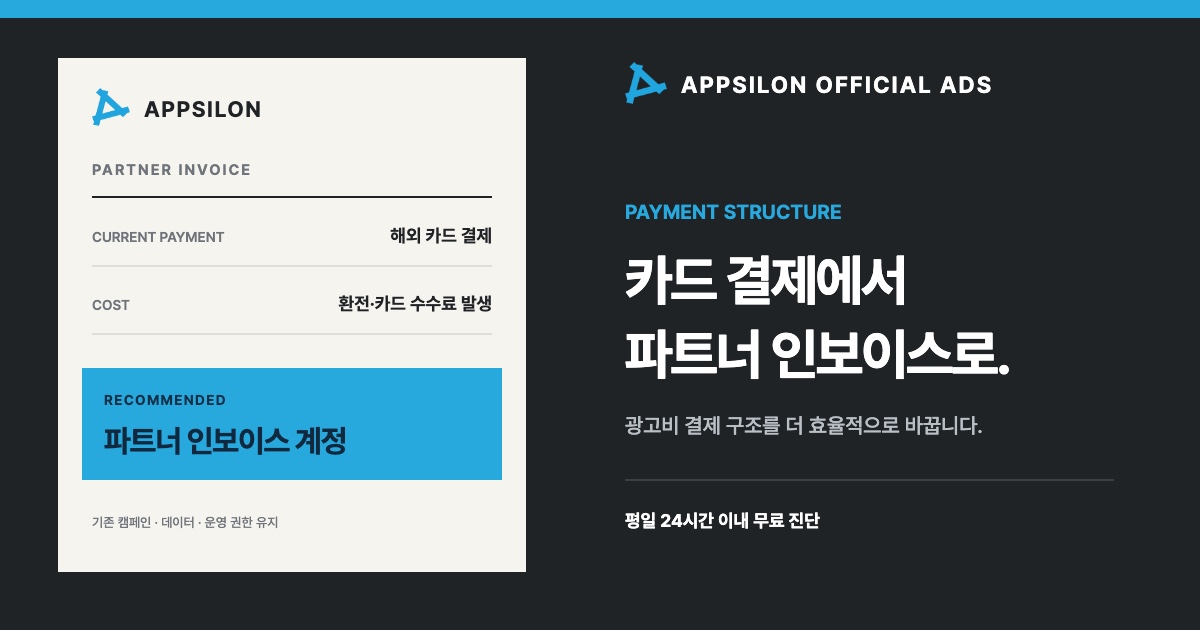 APPSILON
PARTNER INVOICE
CURRENT PAYMENT 해외 카드 결제
COST 환전·카드 수수료 발생
RECOMMENDED
파트너 인보이스 계정
기존 캠페인 · 데이터 · 운영 권한 유지
APPSILON OFFICIAL ADS
PAYMENT STRUCTURE
카드 결제에서
파트너 인보이스로.
광고비 결제 구조를 더 효율적으로 바꿉니다.
평일 24시간 이내 무료 진단